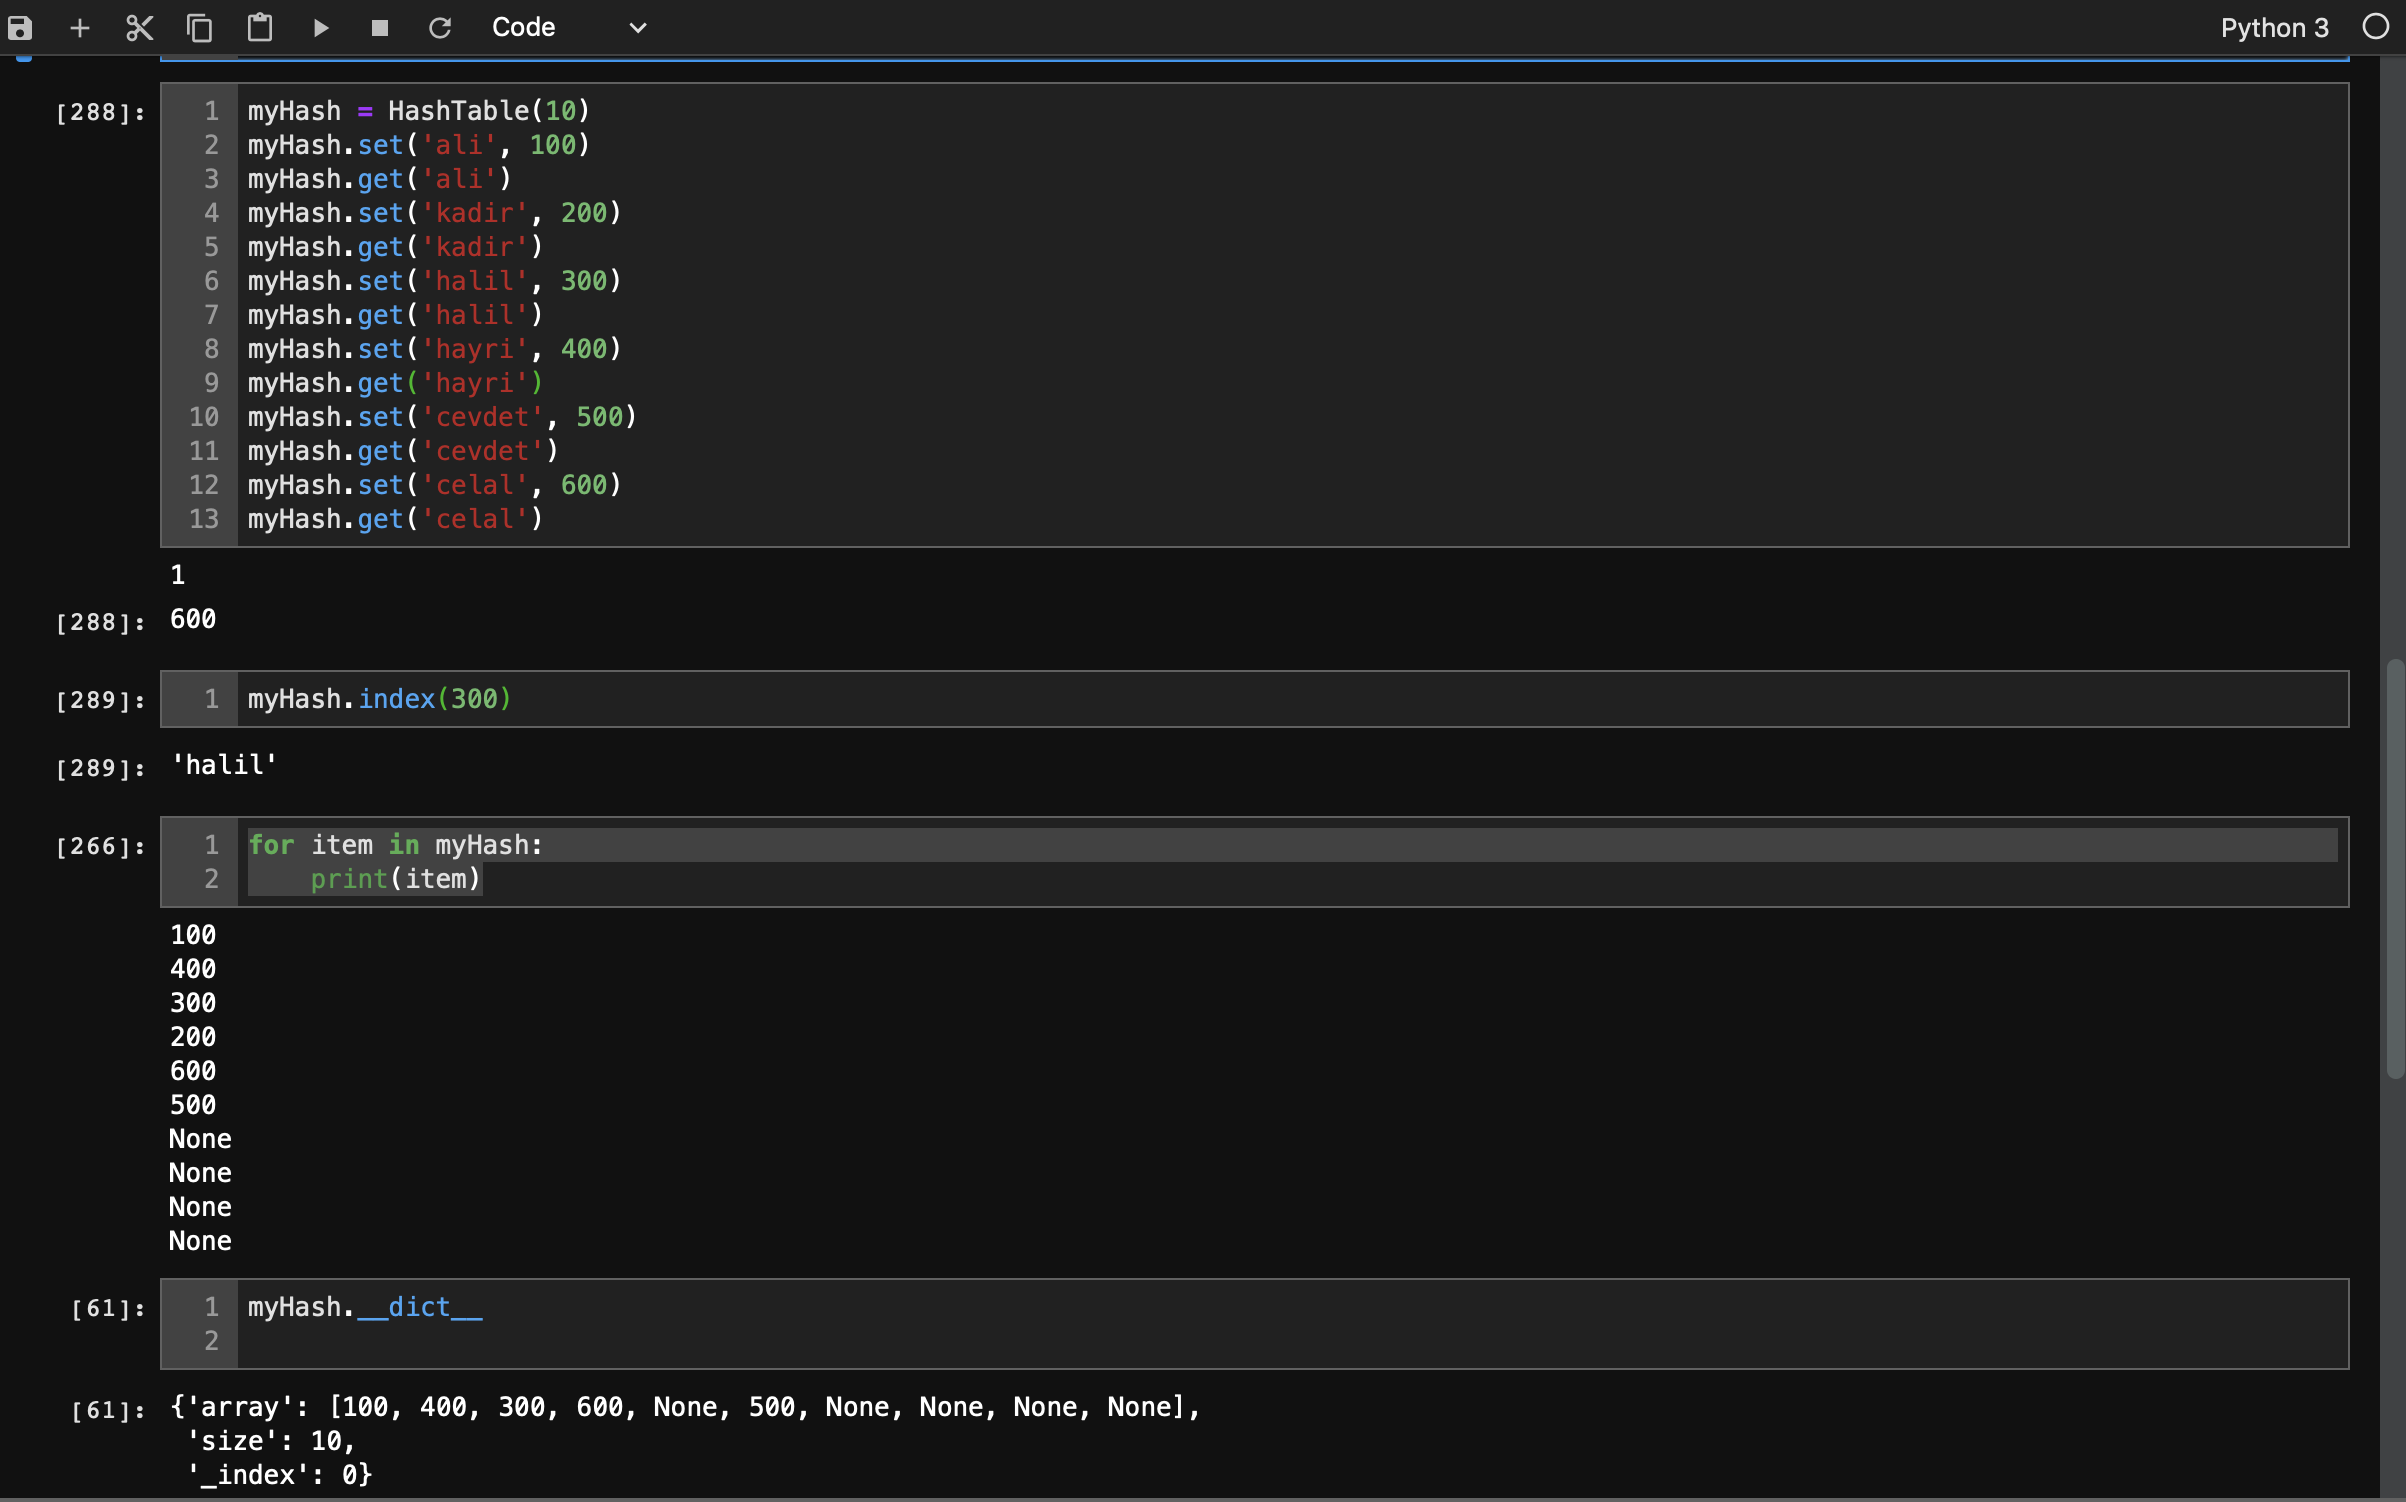 Code
Python 3
[288]:
1 myHash = HashTable(10)
2 myHash.set('ali', 100)
3 myHash.get('ali')
4 myHash.set('kadir', 200)
5 myHash.get('kadir')
6 myHash.set('halil', 300)
7 myHash.get('halil')
8 myHash.set('hayri', 400)
9 myHash.get('hayri')
10 myHash.set('cevdet', 500)
11 myHash.get('cevdet')
12 myHash.set('celal', 600)
13 myHash.get('celal')
1
[288]: 600
[289]: 1 myHash.index(300)
[289]: 'halil'
[266]: 1 for item in myHash:
2     print(item)
100
400
300
200
600
500
None
None
None
None
[61]: 1 myHash.__dict__
2
[61]: {'array': [100, 400, 300, 600, None, 500, None, None, None, None],
'size': 10,
'_index': 0}